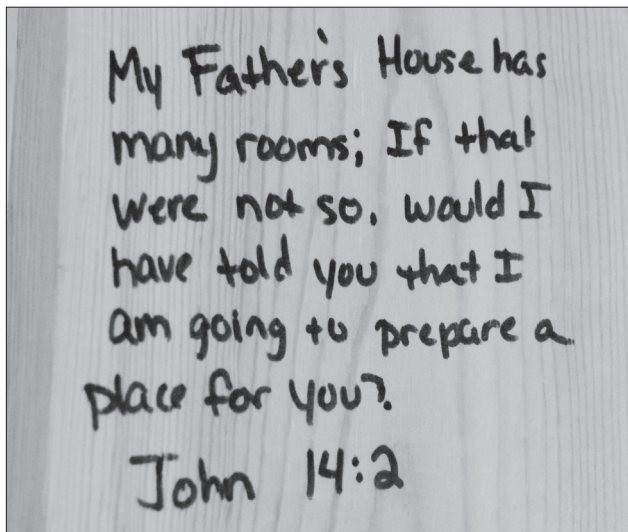 My Father's House has
many rooms; If that
were not so, would I
have told you that I
am going to prepare a
place for you?
John 14:2